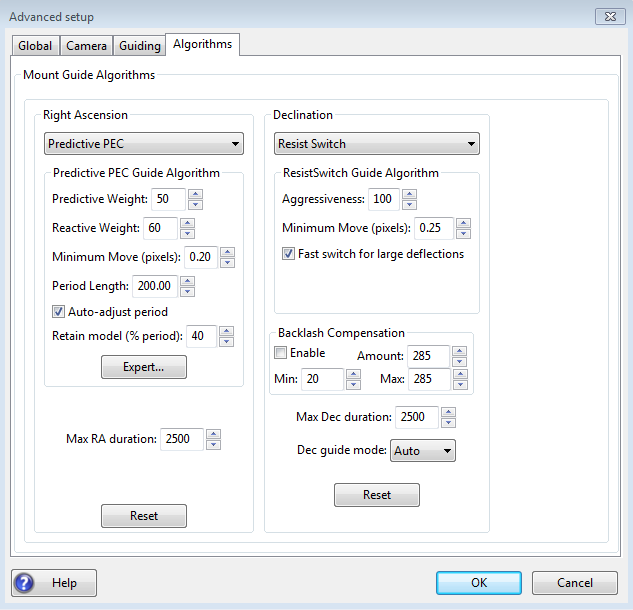 Advanced setup
Global Camera Guiding Algorithms
Mount Guide Algorithms
Right Ascension
Predictive PEC
Predictive PEC Guide Algorithm
Predictive Weight: 50
Reactive Weight: 60
Minimum Move (pixels): 0.20
Period Length: 200.00
Auto-adjust period
Retain model (% period): 40
Expert...
Max RA duration: 2500
Reset
Declination
Resist Switch
ResistSwitch Guide Algorithm
Aggressiveness: 100
Minimum Move (pixels): 0.25
Fast switch for large deflections
Backlash Compensation
Enable Amount: 285
Min: 20 Max: 285
Max Dec duration: 2500
Dec guide mode: Auto
Reset
? Help OK Cancel